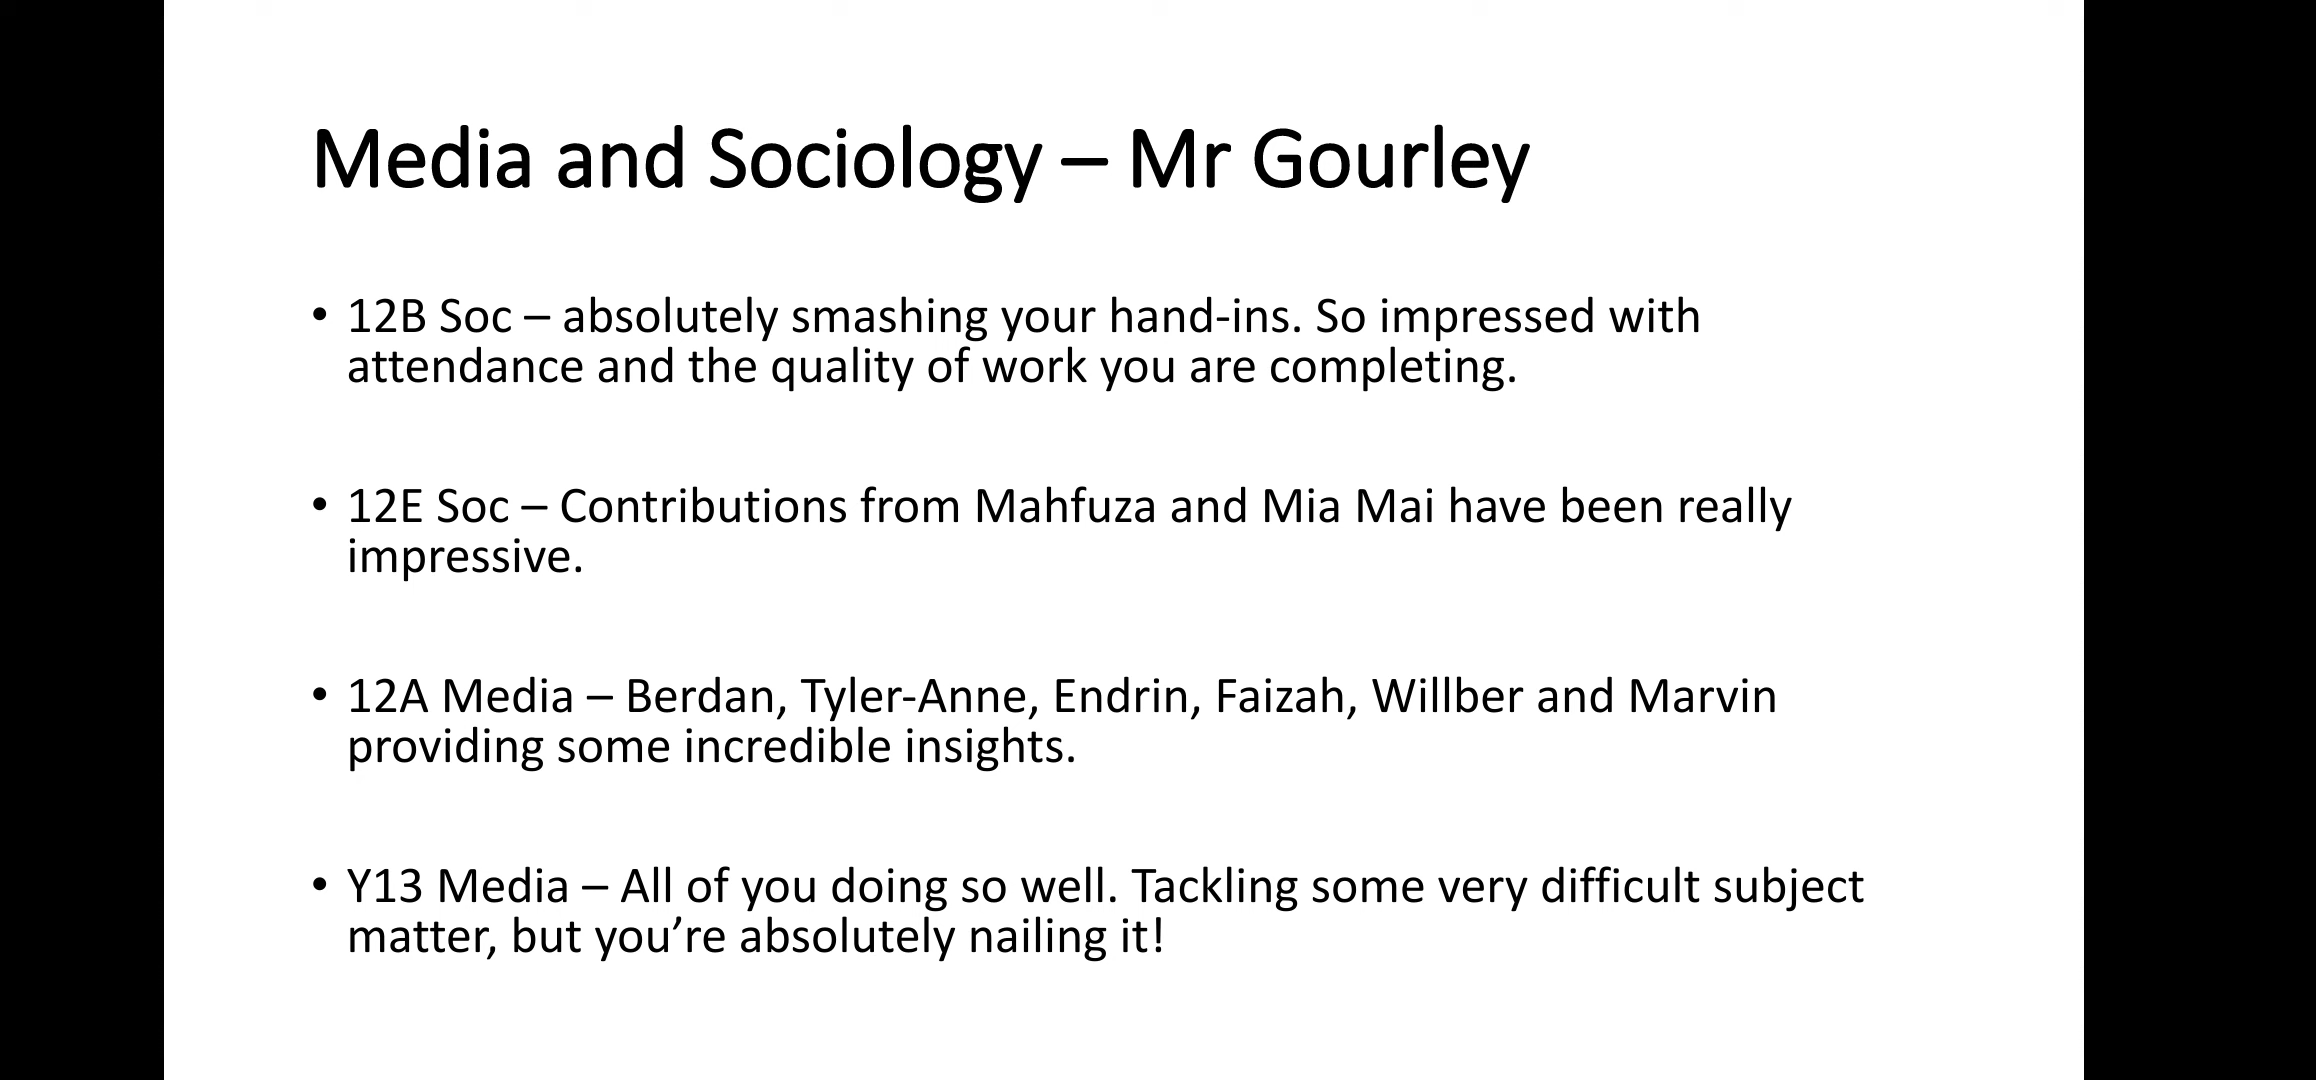 Media and Sociology – Mr Gourley
• 12B Soc – absolutely smashing your hand-ins. So impressed with
attendance and the quality of work you are completing.
• 12E Soc – Contributions from Mahfuza and Mia Mai have been really
impressive.
• 12A Media – Berdan, Tyler-Anne, Endrin, Faizah, Willber and Marvin
providing some incredible insights.
• Y13 Media – All of you doing so well. Tackling some very difficult subject
matter, but you’re absolutely nailing it!